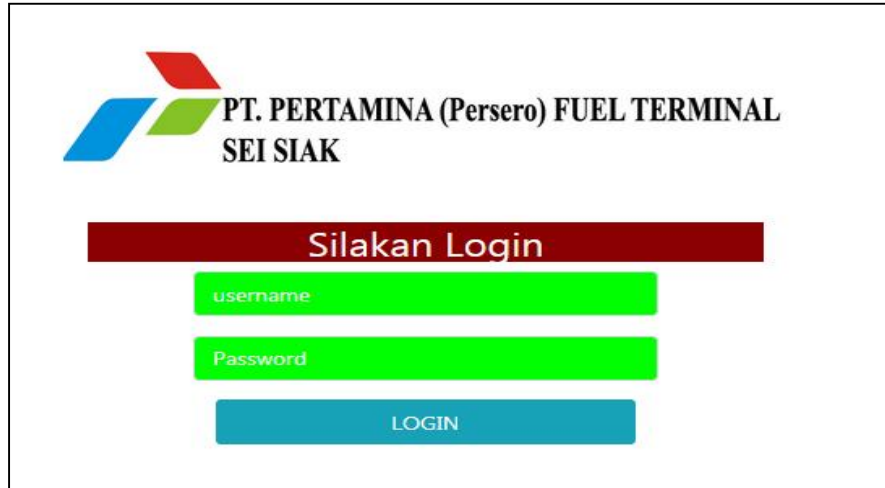 PT. PERTAMINA (Persero) FUEL TERMINAL
SEI SIAK
Silakan Login
username
Password
LOGIN